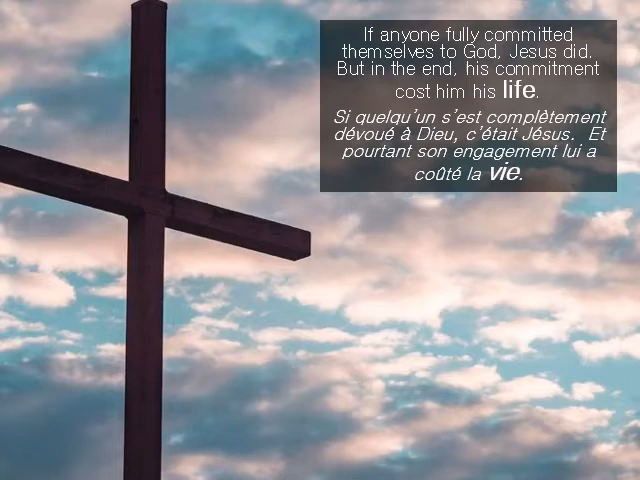 If anyone fully committed
themselves to God, Jesus did.
But in the end, his commitment
cost him his life.
Si quelqu'un s'est complètement
dévoué à Dieu, c'était Jésus. Et
pourtant son engagement lui a
coûté la vie.